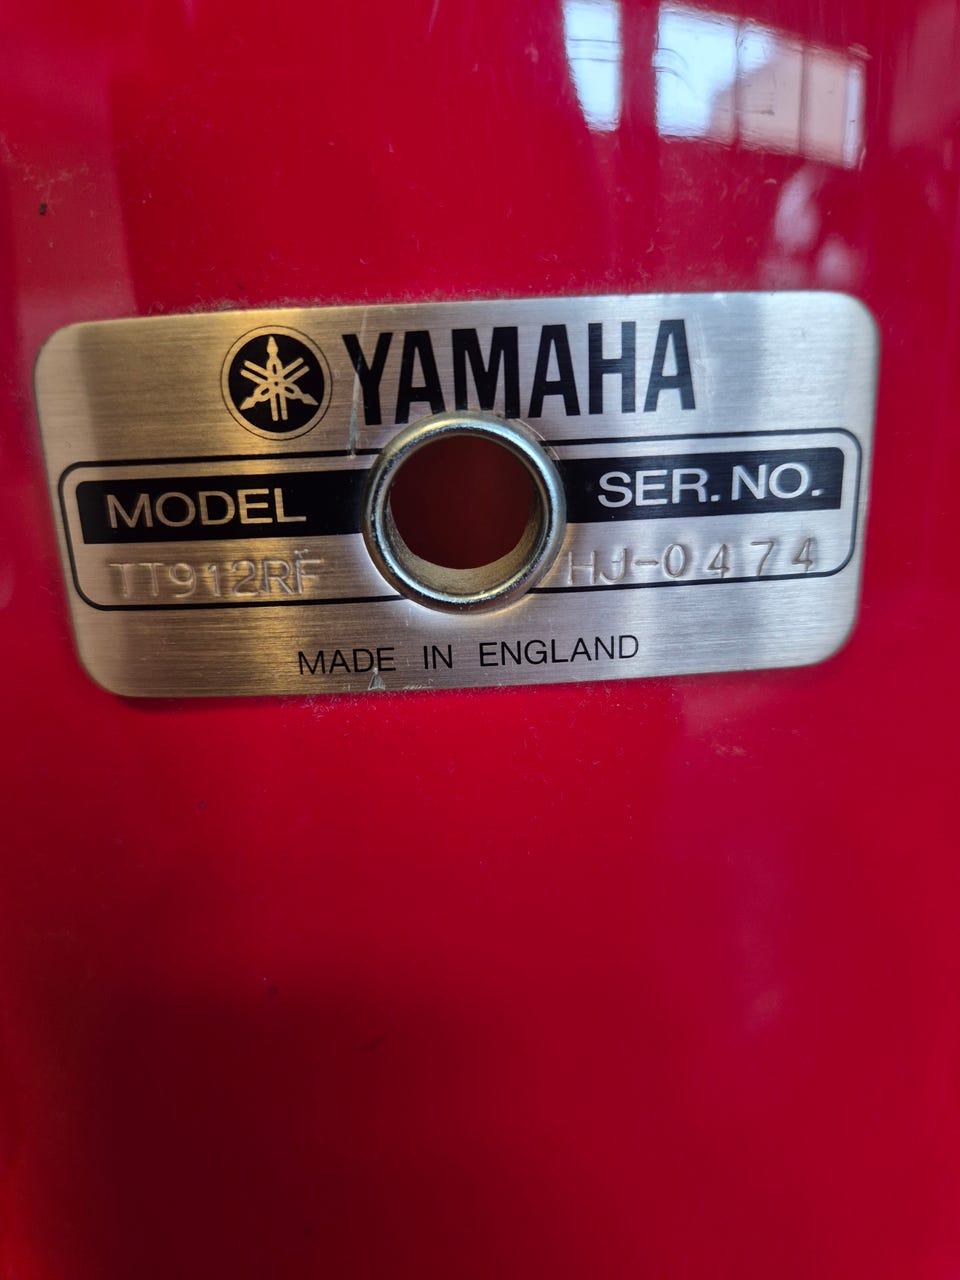 YAMAHA
MODEL SER. NO.
TT912RF HJ-0474
MADE IN ENGLAND